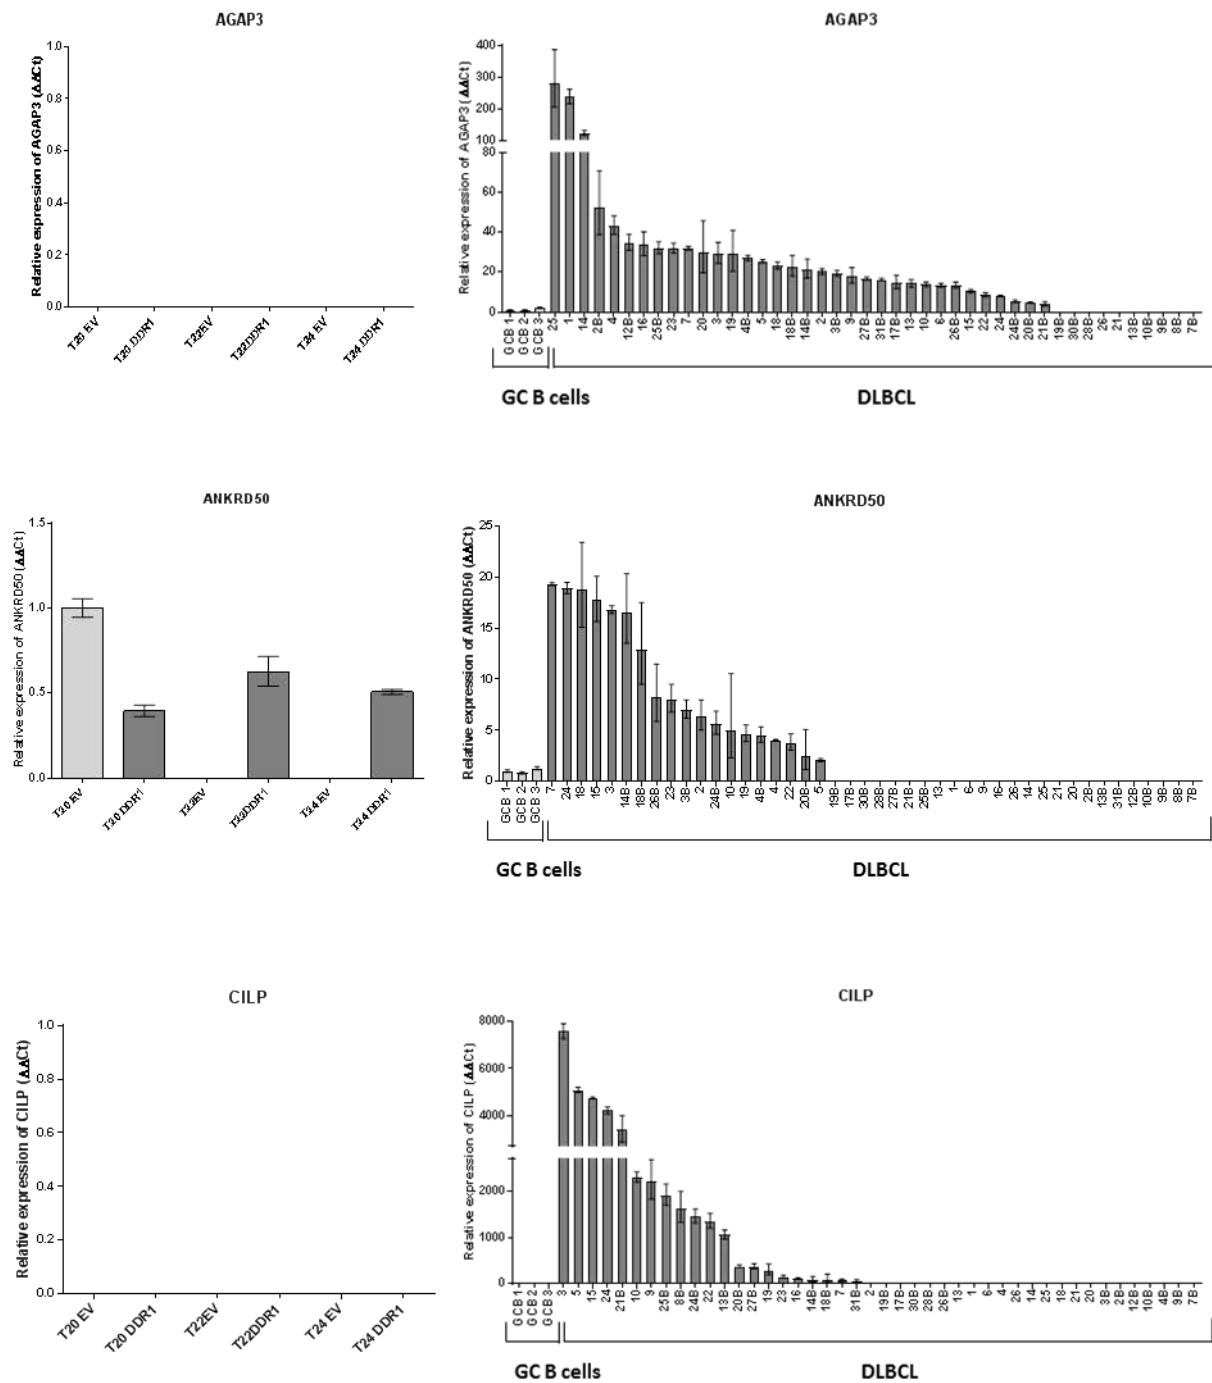 AGAP3
Relative expression of AGAP3 (ΔΔCt)
1.0
0.8
0.6
0.4
0.2
0.0
T20 EV
T20 DDR1
T22EV
T22DDR1
T24 EV
T24 DDR1
AGAP3
Relative expression of AGAP3 (ΔΔCt)
400
300
200
100
80
60
40
20
0
GCB 1
GCB 2
GCB 3
25
1
14
2B
4
12B
16
25B
23
7
20
3
19
4B
5
18
18B
14B
2
3B
9
27B
31B
17B
13
10
6
26B
15
22
24
24B
20B
21B
19B
30B
28B
26
21
13B
10B
9B
8B
7B
GC B cells
DLBCL
ANKRD50
Relative expression of ANKRD50 (ΔΔCt)
1.5
1.0
0.5
0.0
T20 EV
T20 DDR1
T22EV
T22DDR1
T24 EV
T24 DDR1
ANKRD50
Relative expression of ANKRD50 (ΔΔCt)
25
20
15
10
5
0
GCB 1
GCB 2
GCB 3
7
24
18
15
3
14B
18B
26B
23
3B
2
24B
10
19
4B
4
22
20B
5
19B
17B
30B
28B
27B
21B
25B
13
1
6
9
16
26
14
25
21
20
2B
13B
31B
12B
10B
9B
8B
7B
GC B cells
DLBCL
CILP
Relative expression of CILP (ΔΔCt)
1.0
0.8
0.6
0.4
0.2
0.0
T20 EV
T20 DDR1
T22EV
T22DDR1
T24 EV
T24 DDR1
CILP
Relative expression of CILP (ΔΔCt)
8000
6000
4000
2000
1000
0
GCB 1
GCB 2
GCB 3
3
5
15
24
21B
10
9
25B
8B
24B
22
13B
20B
27B
19
23
16
14B
18B
7
31B
2
19B
17B
30B
28B
26B
13
1
6
4
26
14
25
21
20
3B
2B
12B
10B
4B
9B
7B
GC B cells
DLBCL